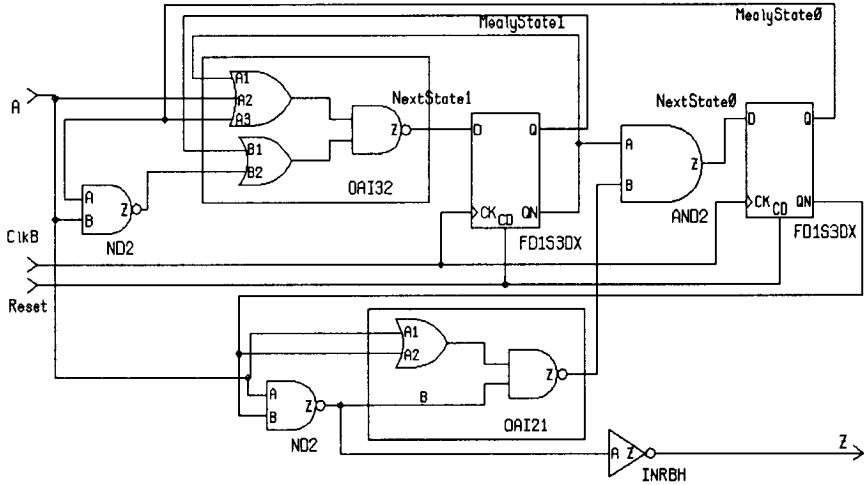 MealyState1
MealyState0
A
A1
A2
A3
B1
B2
Z
OAI32
NextState1
D
Q
CK
CD
QN
FD1S3DX
A
B
Z
AND2
NextState0
D
Q
CK
CD
QN
FD1S3DX
A
B
Z
ND2
ClkB
Reset
A1
A2
Z
B
OAI21
A
B
Z
ND2
A
Z
INRBH
Z